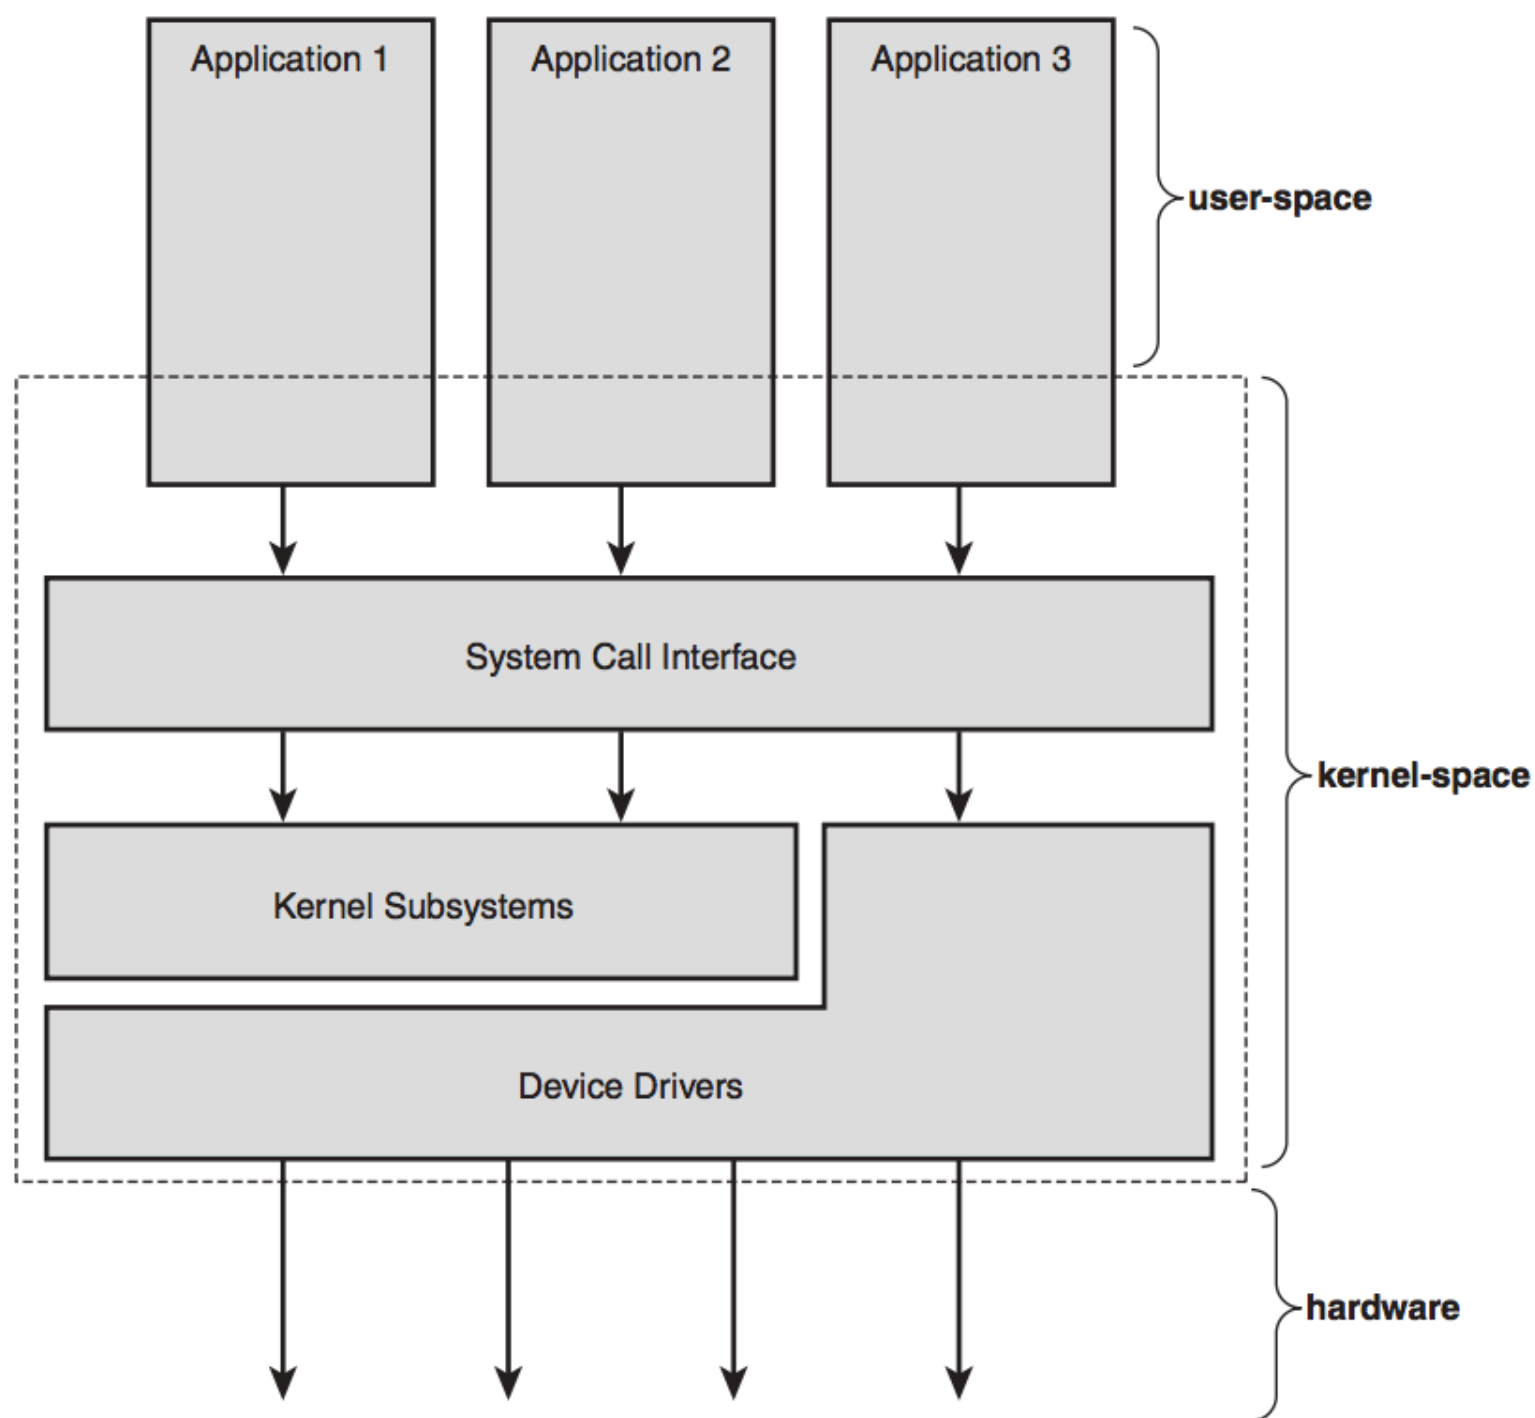 Application 1
Application 2
Application 3
user-space
System Call Interface
kernel-space
Kernel Subsystems
Device Drivers
hardware